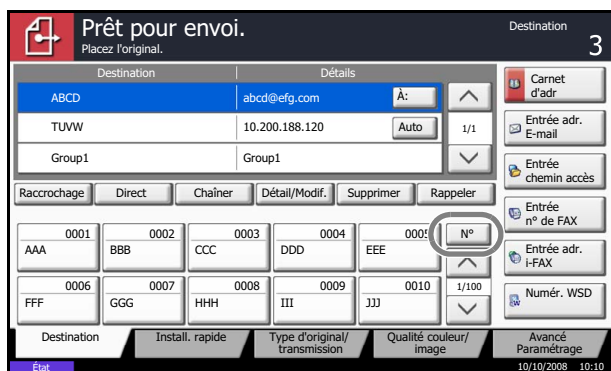 Prêt pour envoi.
Placez l'original.
Destination
3
Destination Détails
ABCD abcd@efg.com À:
TUVW 10.200.188.120 Auto 1/1
Group1 Group1
Carnet d'adr
Entrée adr. E-mail
Entrée chemin accès
Entrée n° de FAX
Entrée adr. i-FAX
Numér. WSD
Raccrochage Direct Chaîner Détail/Modif. Supprimer Rappeler
0001 0002 0003 0004 0005 N°
AAA BBB CCC DDD EEE
0006 0007 0008 0009 0010 1/100
FFF GGG HHH III JJJ
Destination Install. rapide Type d'original/ transmission Qualité couleur/ image Avancé Paramétrage
État 10/10/2008 10:10